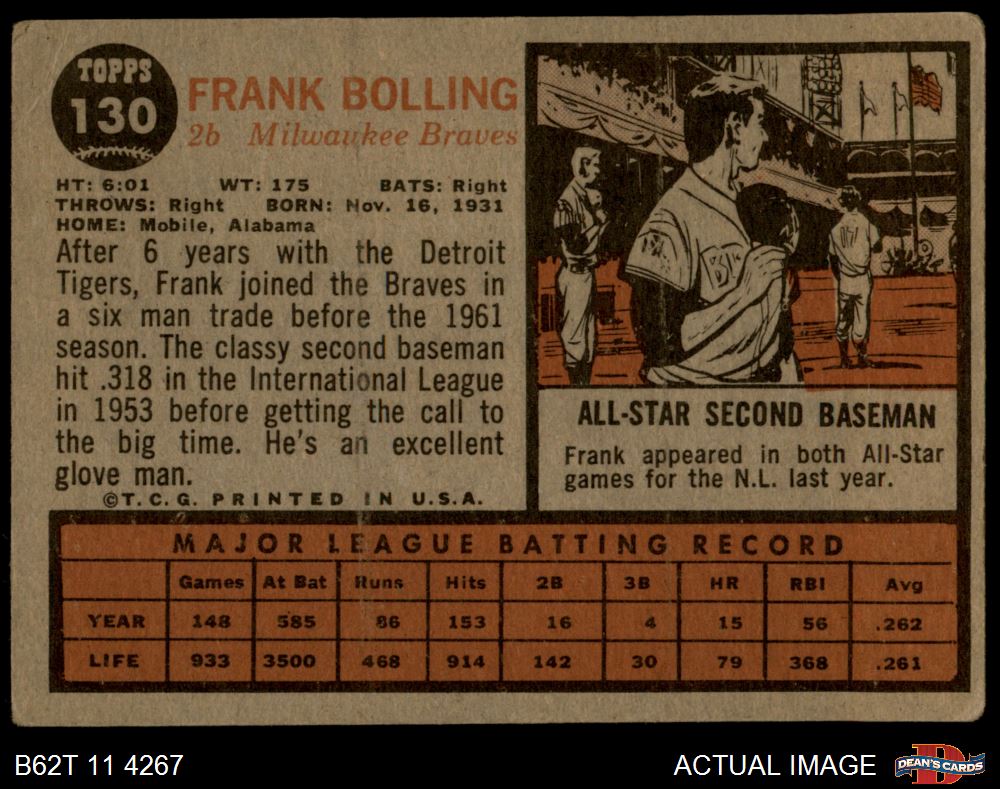 TOPPS
130
FRANK BOLLING
2b Milwaukee Braves
HT: 6:01 WT: 175 BATS: Right
THROWS: Right BORN: Nov. 16, 1931
HOME: Mobile, Alabama
After 6 years with the Detroit
Tigers, Frank joined the Braves in
a six man trade before the 1961
season. The classy second baseman
hit .318 in the International League
in 1953 before getting the call to
the big time. He's an excellent
glove man.
©T.C.G. PRINTED IN U.S.A.
ALL-STAR SECOND BASEMAN
Frank appeared in both All-Star
games for the N.L. last year.
MAJOR LEAGUE BATTING RECORD
Games At Bat Runs Hits 2B 3B HR RBI Avg
YEAR 148 585 86 153 16 4 15 56 .262
LIFE 933 3500 468 914 142 30 79 368 .261
B62T 11 4267
ACTUAL IMAGE
D
DEAN'S CARDS